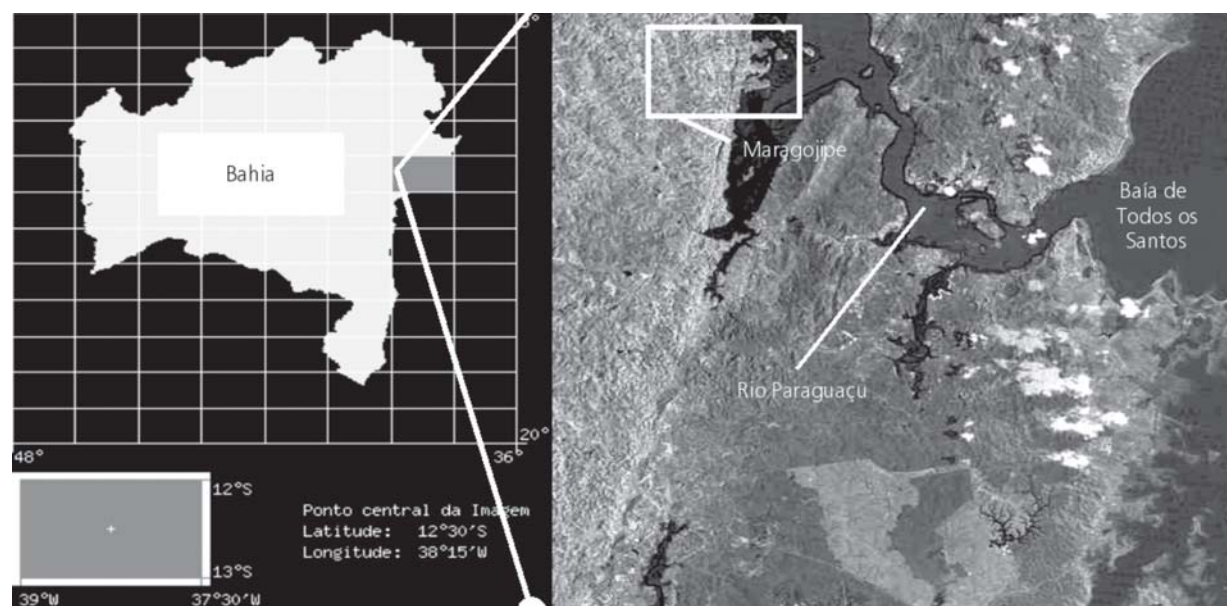 Bahia
48°
20°
36°
12°S
13°S
39°W
37°30'W
Ponto central da Imagem
Latitude: 12°30'S
Longitude: 38°15'W
Maragojipe
Baía de
Todos os
Santos
Rio Paraguaçu